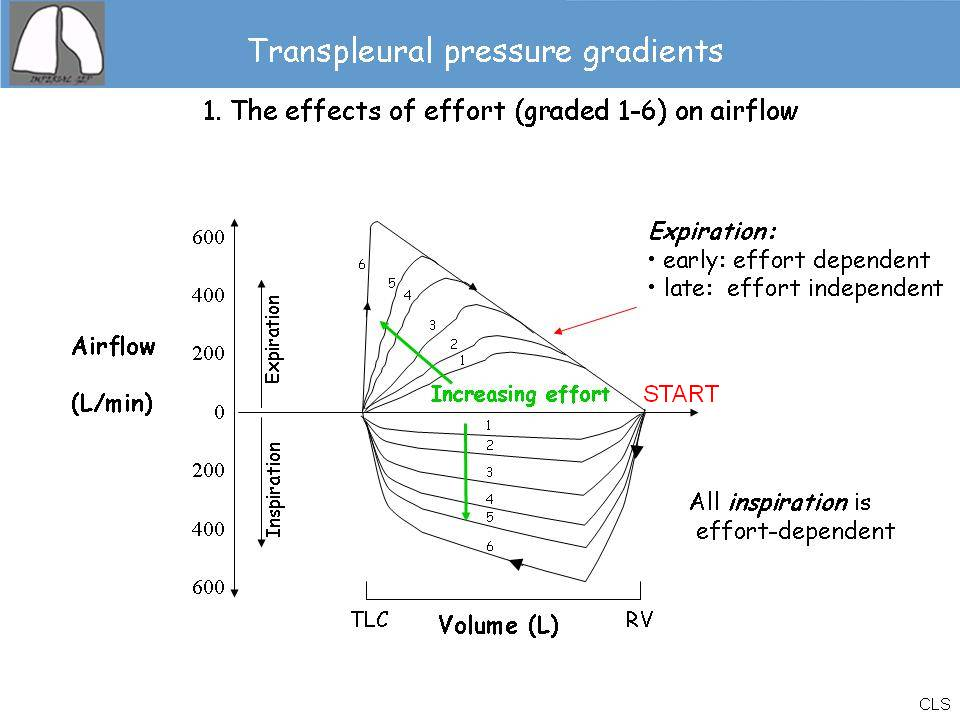 IMPERIAL SEP
Transpleural pressure gradients
1. The effects of effort (graded 1-6) on airflow
Expiration:
• early: effort dependent
• late: effort independent
600
400
200
0
200
400
600
Airflow
(L/min)
Expiration
Inspiration
6
5
4
3
2
1
Increasing effort
START
1
2
3
4
5
6
All inspiration is
effort-dependent
TLC
Volume (L)
RV
CLS